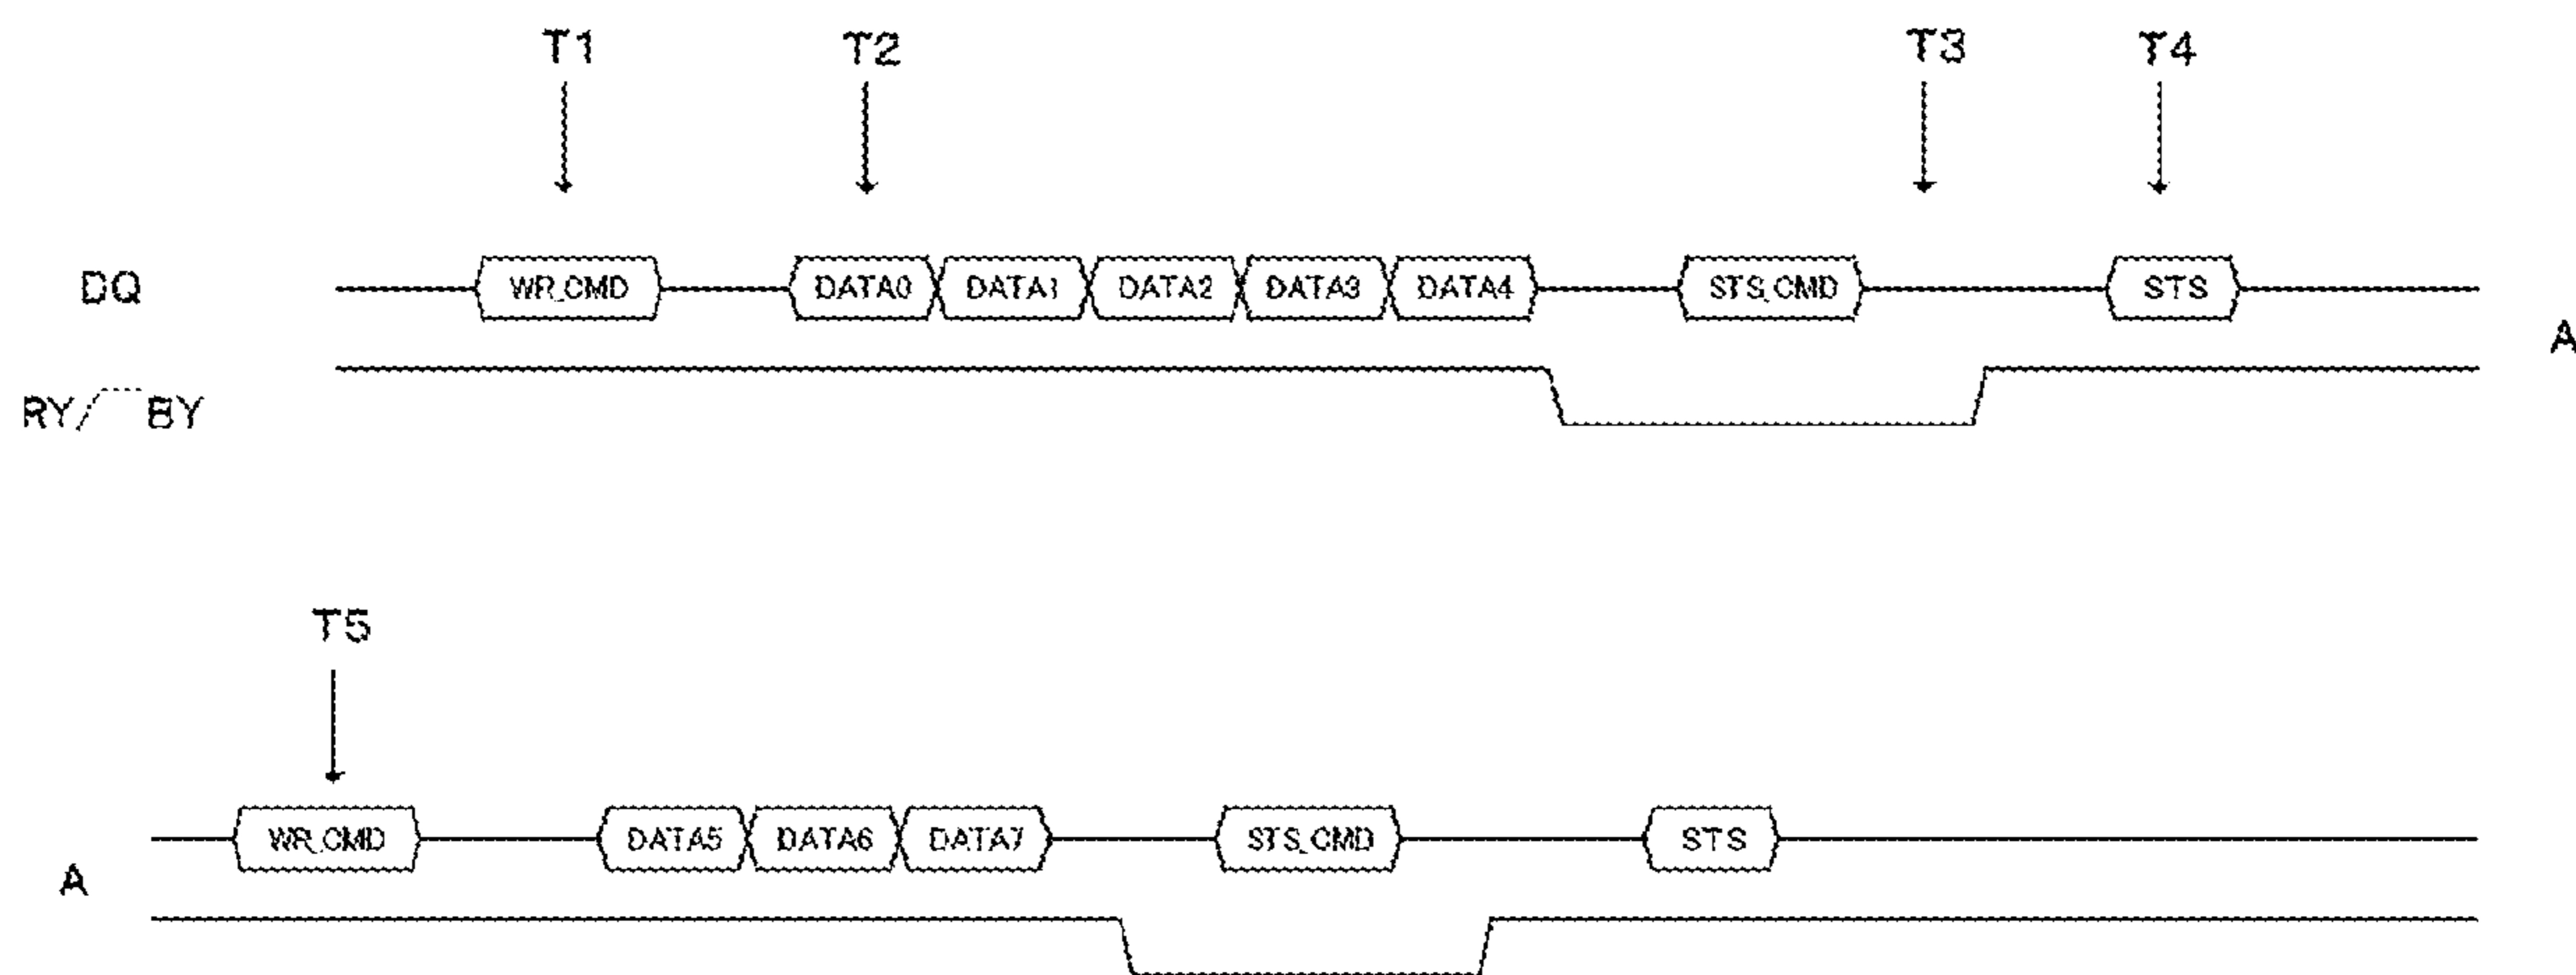 T1 T2 T3 T4
DQ WR_CMD DATA0 DATA1 DATA2 DATA3 DATA4 STS_CMD STS
A
RY/BY
T5
WR_CMD DATA5 DATA6 DATA7 STS_CMD STS
A